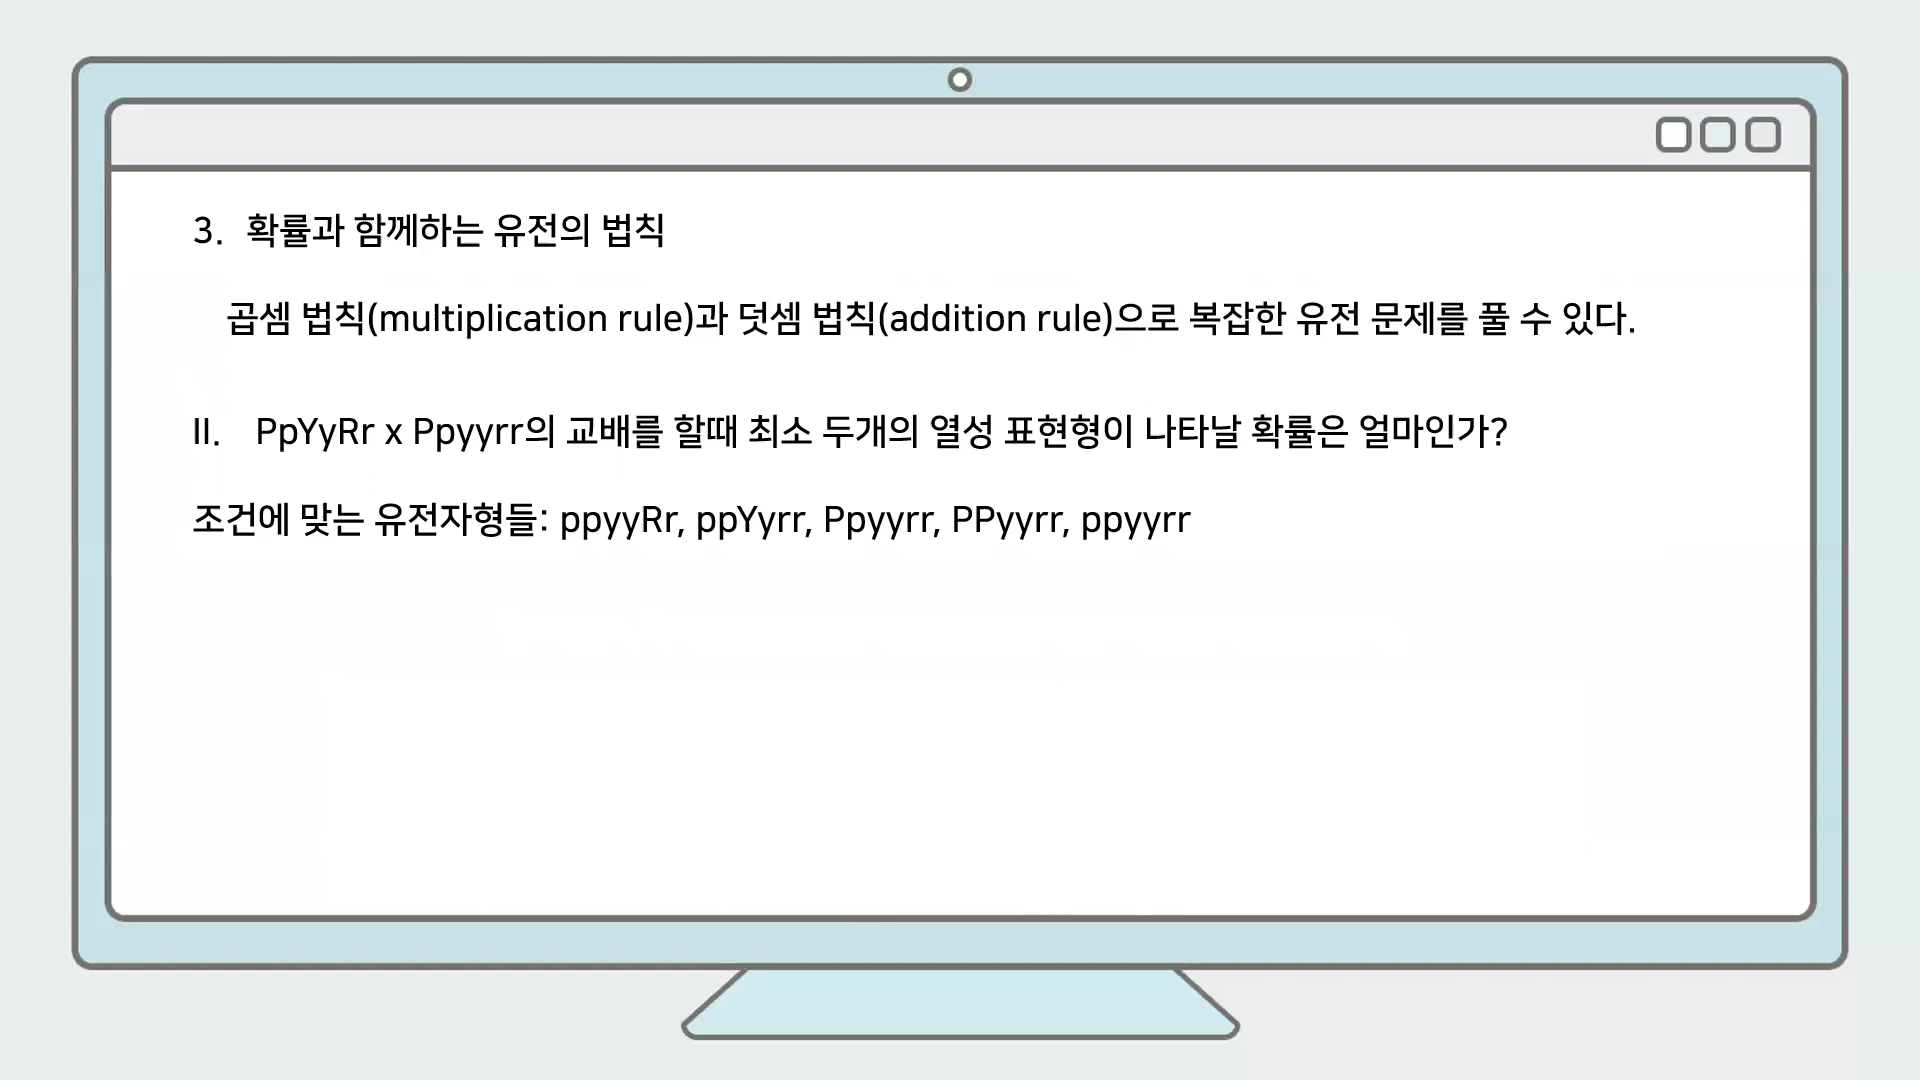 3. 확률과 함께하는 유전의 법칙
곱셈 법칙(multiplication rule)과 덧셈 법칙(addition rule)으로 복잡한 유전 문제를 풀 수 있다.
II. PpYyRr x Ppyyrr의 교배를 할때 최소 두개의 열성 표현형이 나타날 확률은 얼마인가?
조건에 맞는 유전자형들: ppyyRr, ppYyrr, Ppyyrr, PPyyrr, ppyyrr